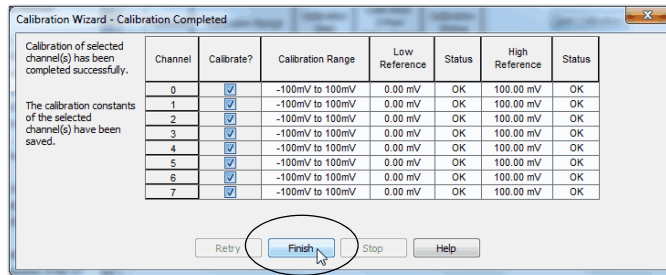 Calibration Wizard - Calibration Completed
Calibration of selected
channel(s) has been
completed successfully.
The calibration constants
of the selected
channel(s) have been
saved.
Channel Calibrate? Calibration Range Low Reference Status High Reference Status
0 -100mV to 100mV 0.00 mV OK 100.00 mV OK
1 -100mV to 100mV 0.00 mV OK 100.00 mV OK
2 -100mV to 100mV 0.00 mV OK 100.00 mV OK
3 -100mV to 100mV 0.00 mV OK 100.00 mV OK
4 -100mV to 100mV 0.00 mV OK 100.00 mV OK
5 -100mV to 100mV 0.00 mV OK 100.00 mV OK
6 -100mV to 100mV 0.00 mV OK 100.00 mV OK
7 -100mV to 100mV 0.00 mV OK 100.00 mV OK
Retry Finish Stop Help